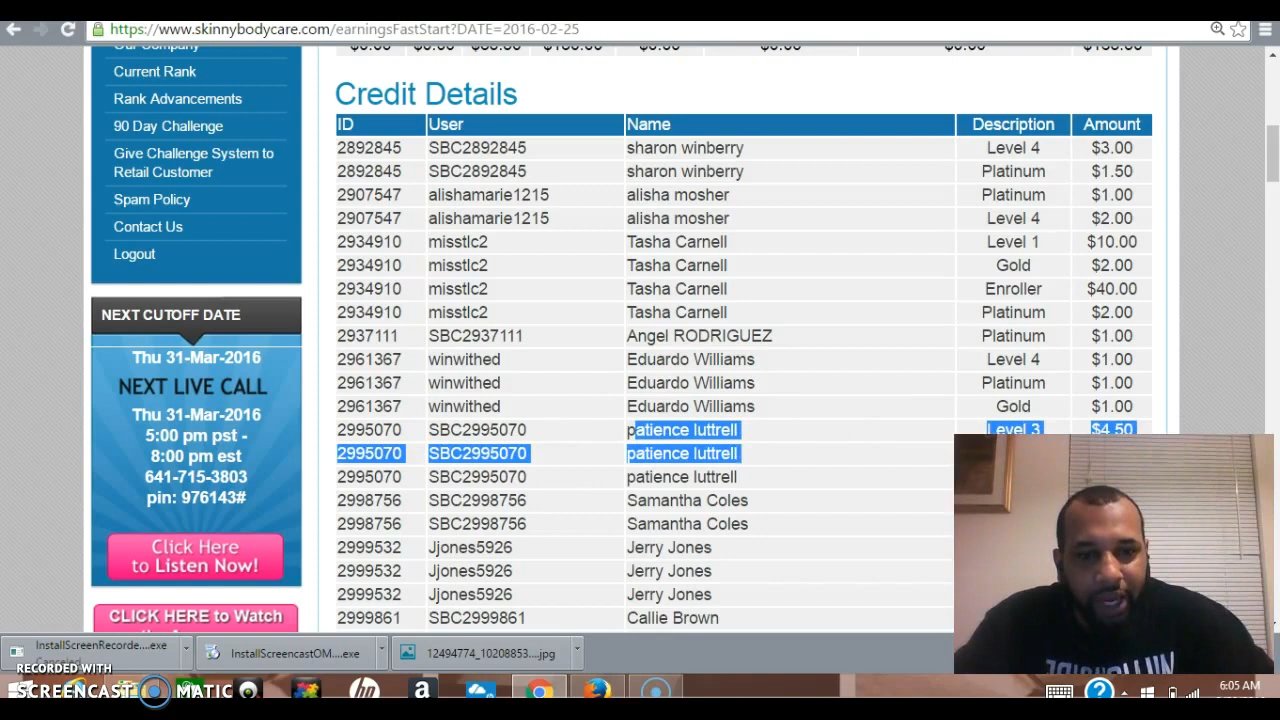 https://www.skinnybodycare.com/earningsFastStart?DATE=2016-02-25
Our Company
Current Rank
Rank Advancements
90 Day Challenge
Give Challenge System to
Retail Customer
Spam Policy
Contact Us
Logout
NEXT CUTOFF DATE
Thu 31-Mar-2016
NEXT LIVE CALL
Thu 31-Mar-2016
5:00 pm pst -
8:00 pm est
641-715-3803
pin: 976143#
Click Here
to Listen Now!
CLICK HERE to Watch
Credit Details
ID User Name Description Amount
2892845 SBC2892845 sharon winberry Level 4 $3.00
2892845 SBC2892845 sharon winberry Platinum $1.50
2907547 alishamarie1215 alisha mosher Platinum $1.00
2907547 alishamarie1215 alisha mosher Level 4 $2.00
2934910 misstlc2 Tasha Carnell Level 1 $10.00
2934910 misstlc2 Tasha Carnell Gold $2.00
2934910 misstlc2 Tasha Carnell Enroller $40.00
2934910 misstlc2 Tasha Carnell Platinum $2.00
2937111 SBC2937111 Angel RODRIGUEZ Platinum $1.00
2961367 winwithed Eduardo Williams Level 4 $1.00
2961367 winwithed Eduardo Williams Platinum $1.00
2961367 winwithed Eduardo Williams Gold $1.00
2995070 SBC2995070 patience luttrell Level 3 $4.50
2995070 SBC2995070 patience luttrell
2995070 SBC2995070 patience luttrell
2998756 SBC2998756 Samantha Coles
2998756 SBC2998756 Samantha Coles
2999532 Jjones5926 Jerry Jones
2999532 Jjones5926 Jerry Jones
2999532 Jjones5926 Jerry Jones
2999861 SBC2999861 Callie Brown
InstallScreenRecorde....exe
Canceled
InstallScreencastOM....exe
12494774_10208853....jpg
RECORDED WITH
SCREENCAST MATIC
6:05 AM